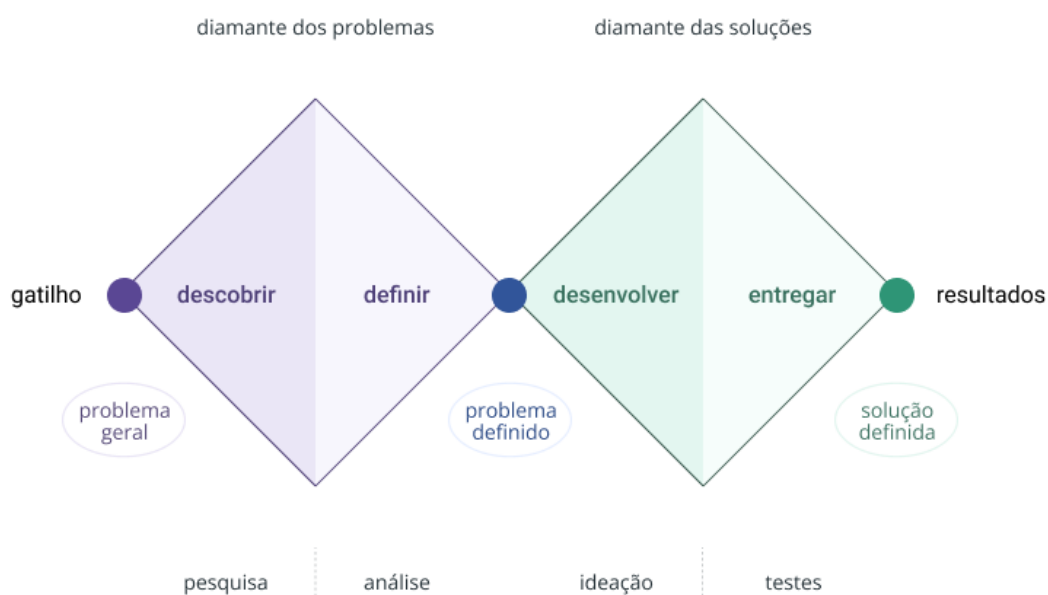 diamante dos problemas
diamante das soluções
gatilho
descobrir
definir
desenvolver
entregar
resultados
problema
geral
problema
definido
solução
definida
pesquisa
análise
ideação
testes